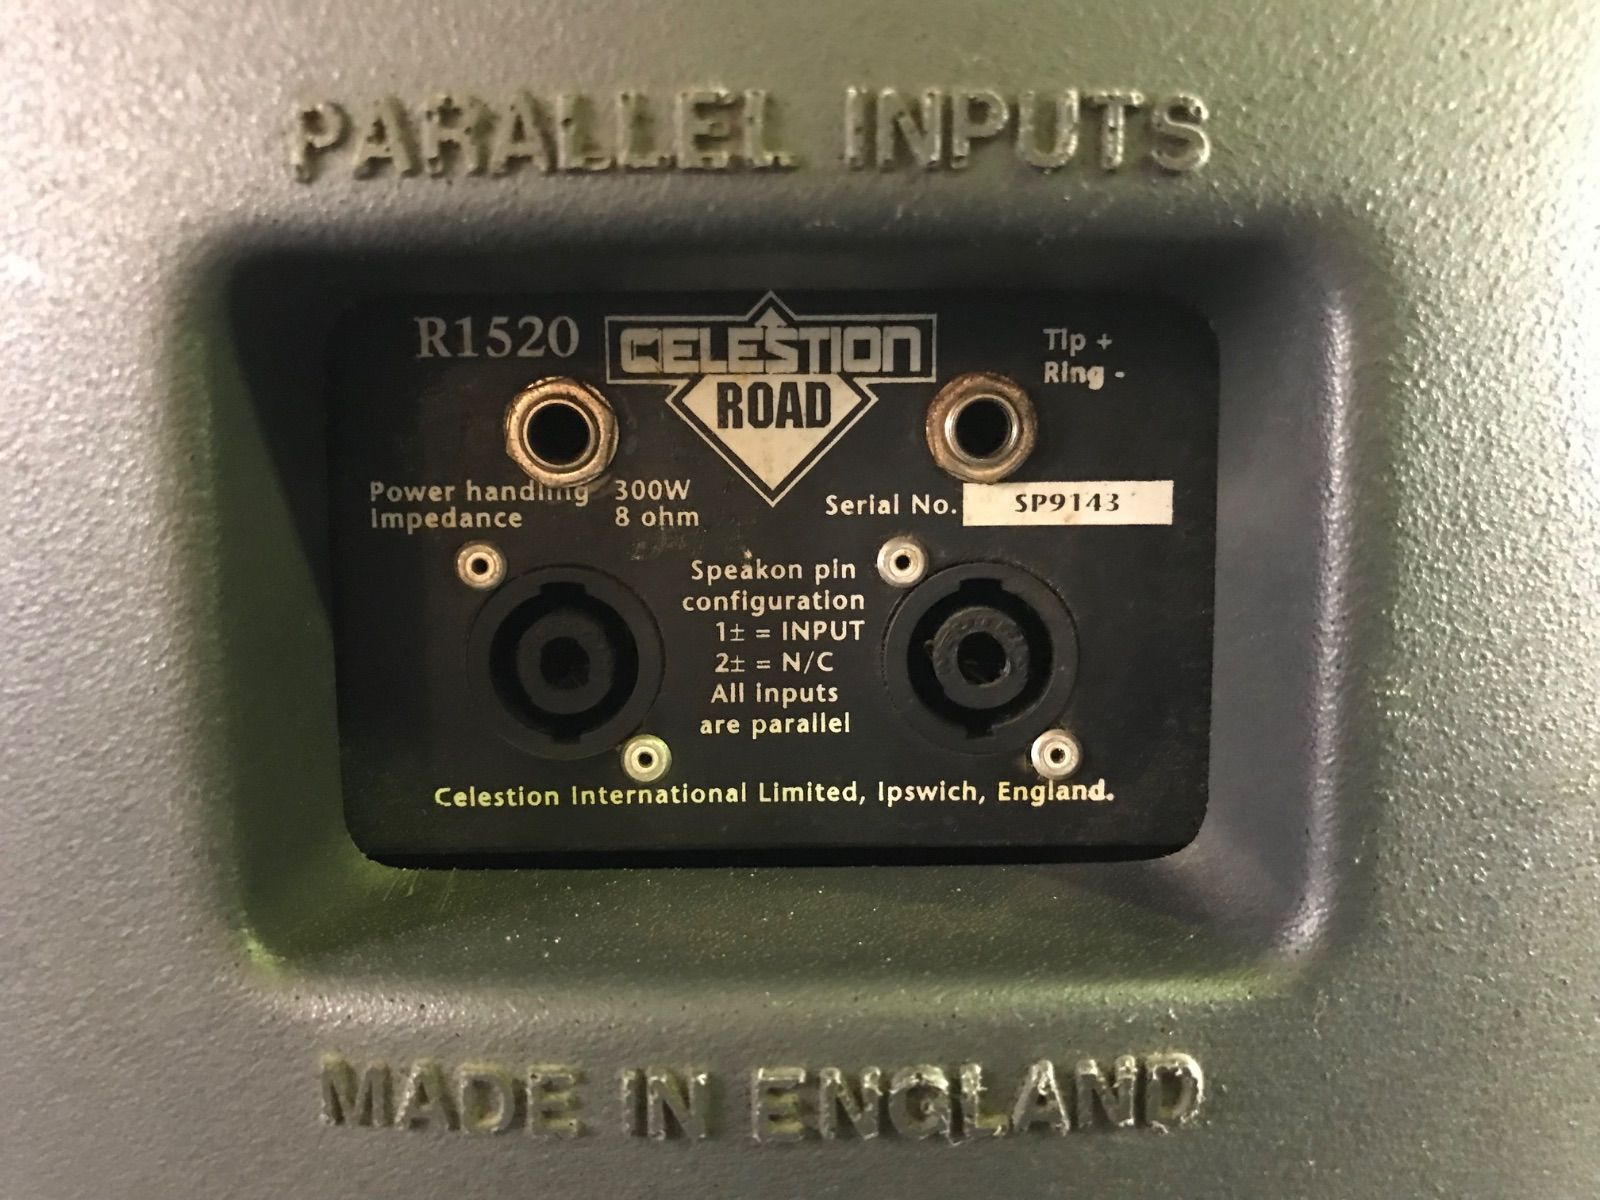 PARALLEL INPUTS
R1520
CELESTION
ROAD
Tip +
Ring -
Power handling 300W
Impedance 8 ohm
Serial No. SP9143
Speakon pin
configuration
1± = INPUT
2± = N/C
All inputs
are parallel
Celestion International Limited, Ipswich, England.
MADE IN ENGLAND